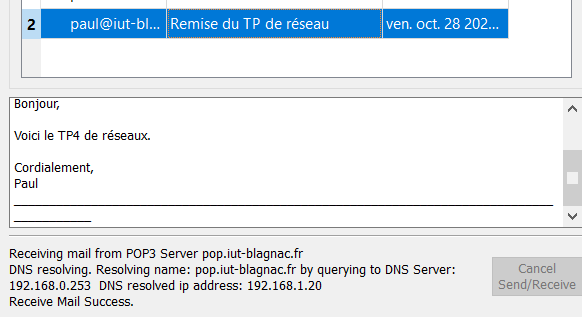 2 paul@iut-bl... Remise du TP de réseau ven. oct. 28 202...
Bonjour,
Voici le TP4 de réseaux.
Cordialement,
Paul
Receiving mail from POP3 Server pop.iut-blagnac.fr
DNS resolving. Resolving name: pop.iut-blagnac.fr by querying to DNS Server:
192.168.0.253  DNS resolved ip address: 192.168.1.20
Receive Mail Success.
Cancel
Send/Receive